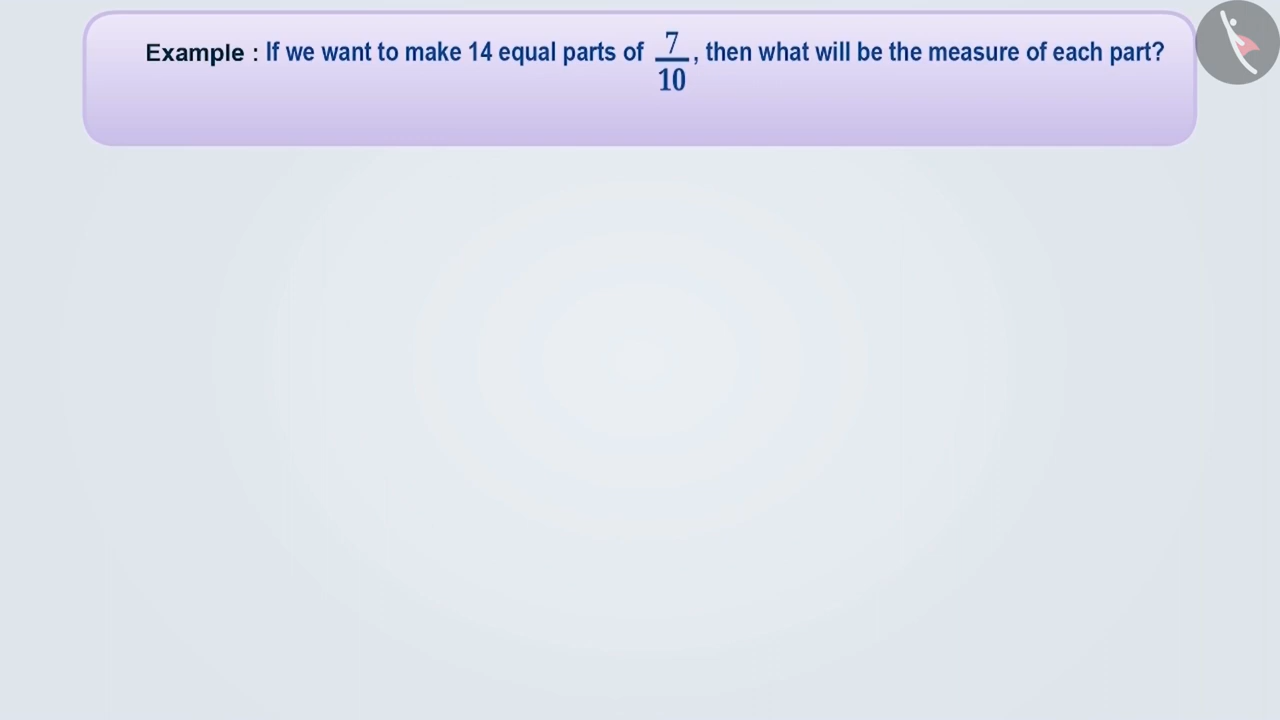 Example : If we want to make 14 equal parts of 7/10, then what will be the measure of each part?